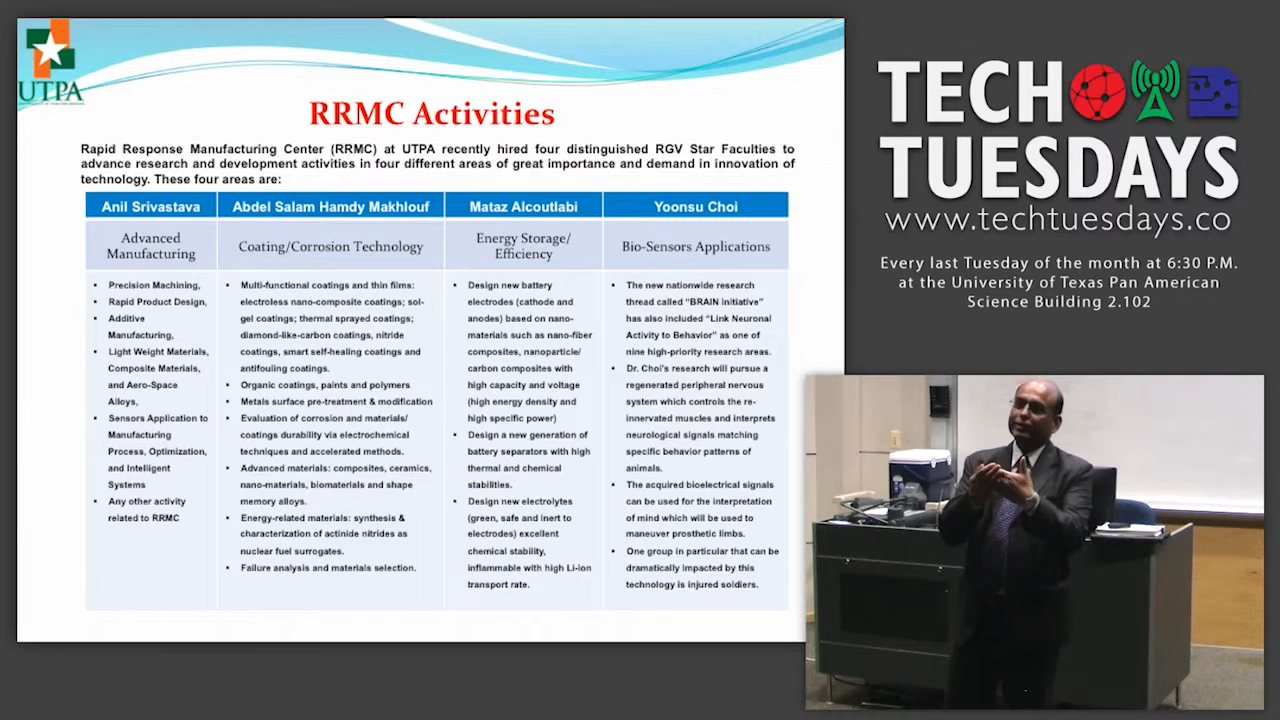 UTPA
RRMC Activities
Rapid Response Manufacturing Center (RRMC) at UTPA recently hired four distinguished RGV Star Faculties to
advance research and development activities in four different areas of great importance and demand in innovation of
technology. These four areas are:
Anil Srivastava
Advanced
Manufacturing
• Precision Machining,
• Rapid Product Design,
• Additive
Manufacturing,
• Light Weight Materials,
Composite Materials,
and Aero-Space
Alloys,
• Sensors Application to
Manufacturing
Process, Optimization,
and Intelligent
Systems
• Any other activity
related to RRMC
Abdel Salam Hamdy Makhlouf
Coating/Corrosion Technology
• Multi-functional coatings and thin films:
electroless nano-composite coatings; sol-
gel coatings; thermal sprayed coatings;
diamond-like-carbon coatings, nitride
coatings, smart self-healing coatings and
antifouling coatings.
• Organic coatings, paints and polymers
• Metals surface pre-treatment & modification
• Evaluation of corrosion and materials/
coatings durability via electrochemical
techniques and accelerated methods.
• Advanced materials: composites, ceramics,
nano-materials, biomaterials and shape
memory alloys.
• Energy-related materials: synthesis &
characterization of actinide nitrides as
nuclear fuel surrogates.
• Failure analysis and materials selection.
Mataz Alcoutlabi
Energy Storage/
Efficiency
• Design new battery
electrodes (cathode and
anodes) based on nano-
materials such as nano-fiber
composites, nanoparticle/
carbon composites with
high capacity and voltage
(high energy density and
high specific power)
• Design a new generation of
battery separators with high
thermal and chemical
stabilities.
• Design new electrolytes
(green, safe and inert to
electrodes) excellent
chemical stability,
inflammable with high Li-ion
transport rate.
Yoonsu Choi
Bio-Sensors Applications
• The new nationwide research
thread called “BRAIN initiative”
has also included “Link Neuronal
Activity to Behavior” as one of
nine high-priority research areas.
• Dr. Choi’s research will pursue a
regenerated peripheral nervous
system which controls the re-
innervated muscles and interprets
neurological signals matching
specific behavior patterns of
animals.
• The acquired bioelectrical signals
can be used for the interpretation
of mind which will be used to
maneuver prosthetic limbs.
• One group in particular that can be
dramatically impacted by this
technology is injured soldiers.
TECH
TUESDAYS
www.techtuesdays.co
Every last Tuesday of the month at 6:30 P.M.
at the University of Texas Pan American
Science Building 2.102